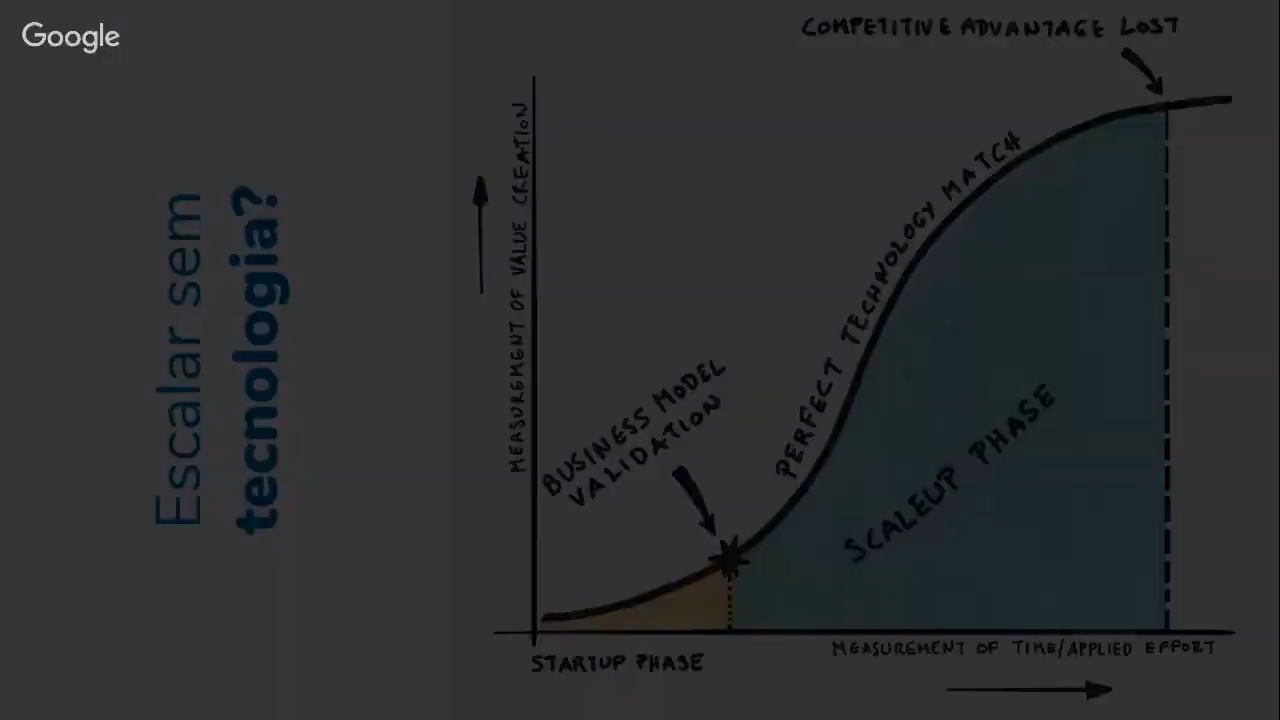 Google
Escalar sem
tecnologia?
COMPETITIVE ADVANTAGE LOST
MEASUREMENT OF VALUE CREATION
PERFECT TECHNOLOGY MATCH
BUSINESS MODEL
VALIDATION
SCALEUP PHASE
STARTUP PHASE
MEASUREMENT OF TIME/APPLIED EFFORT